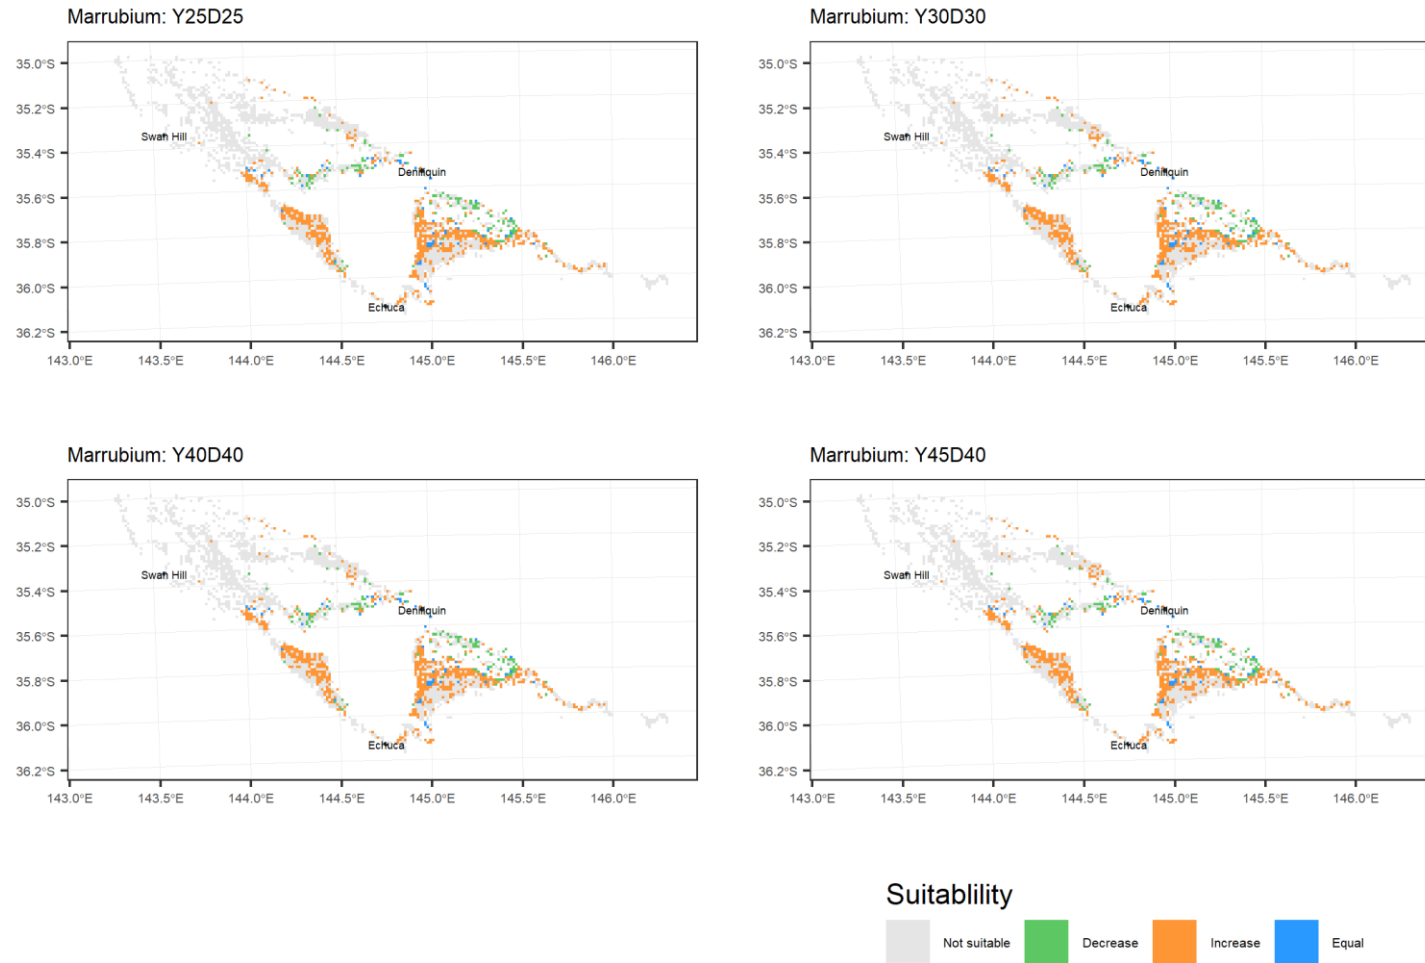 Marrubium: Y25D25
35.0°S
35.2°S
35.4°S
35.6°S
35.8°S
36.0°S
36.2°S
Swan Hill
Deniliquin
Echuca
143.0°E 143.5°E 144.0°E 144.5°E 145.0°E 145.5°E 146.0°E
Marrubium: Y30D30
35.0°S
35.2°S
35.4°S
35.6°S
35.8°S
36.0°S
36.2°S
Swan Hill
Deniliquin
Echuca
143.0°E 143.5°E 144.0°E 144.5°E 145.0°E 145.5°E 146.0°E
Marrubium: Y40D40
35.0°S
35.2°S
35.4°S
35.6°S
35.8°S
36.0°S
36.2°S
Swan Hill
Deniliquin
Echuca
143.0°E 143.5°E 144.0°E 144.5°E 145.0°E 145.5°E 146.0°E
Marrubium: Y45D40
35.0°S
35.2°S
35.4°S
35.6°S
35.8°S
36.0°S
36.2°S
Swan Hill
Deniliquin
Echuca
143.0°E 143.5°E 144.0°E 144.5°E 145.0°E 145.5°E 146.0°E
Suitablility
Not suitable Decrease Increase Equal